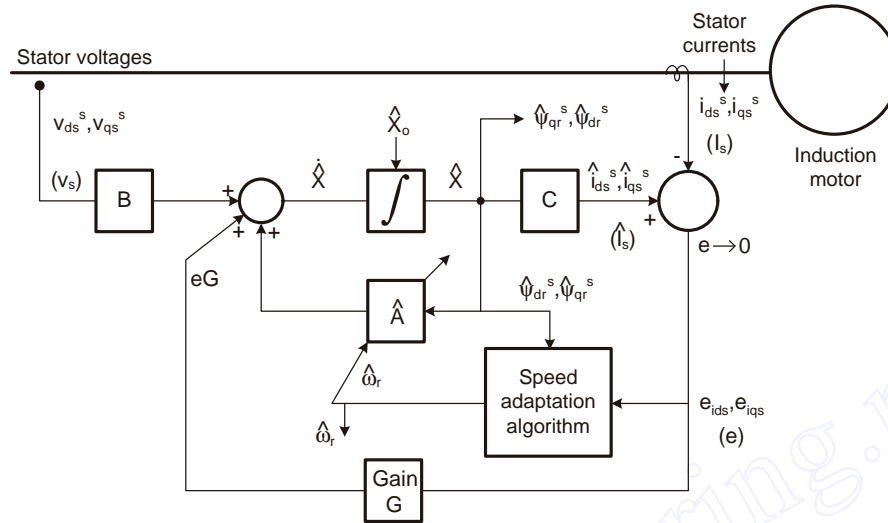 Stator voltages
Stator
currents
v_ds^s, v_qs^s
i_ds^s, i_qs^s
(I_s)
Induction
motor
X̂_o
ψ̂_qr^s, ψ̂_dr^s
(v_s)
B
+
+
+
Ẋ̂
∫
X̂
C
î_ds^s, î_qs^s
(Î_s)
-
+
e→0
eG
Â
ψ̂_dr^s, ψ̂_qr^s
ω̂_r
ω̂_r
Speed
adaptation
algorithm
e_ids, e_iqs
(e)
Gain
G